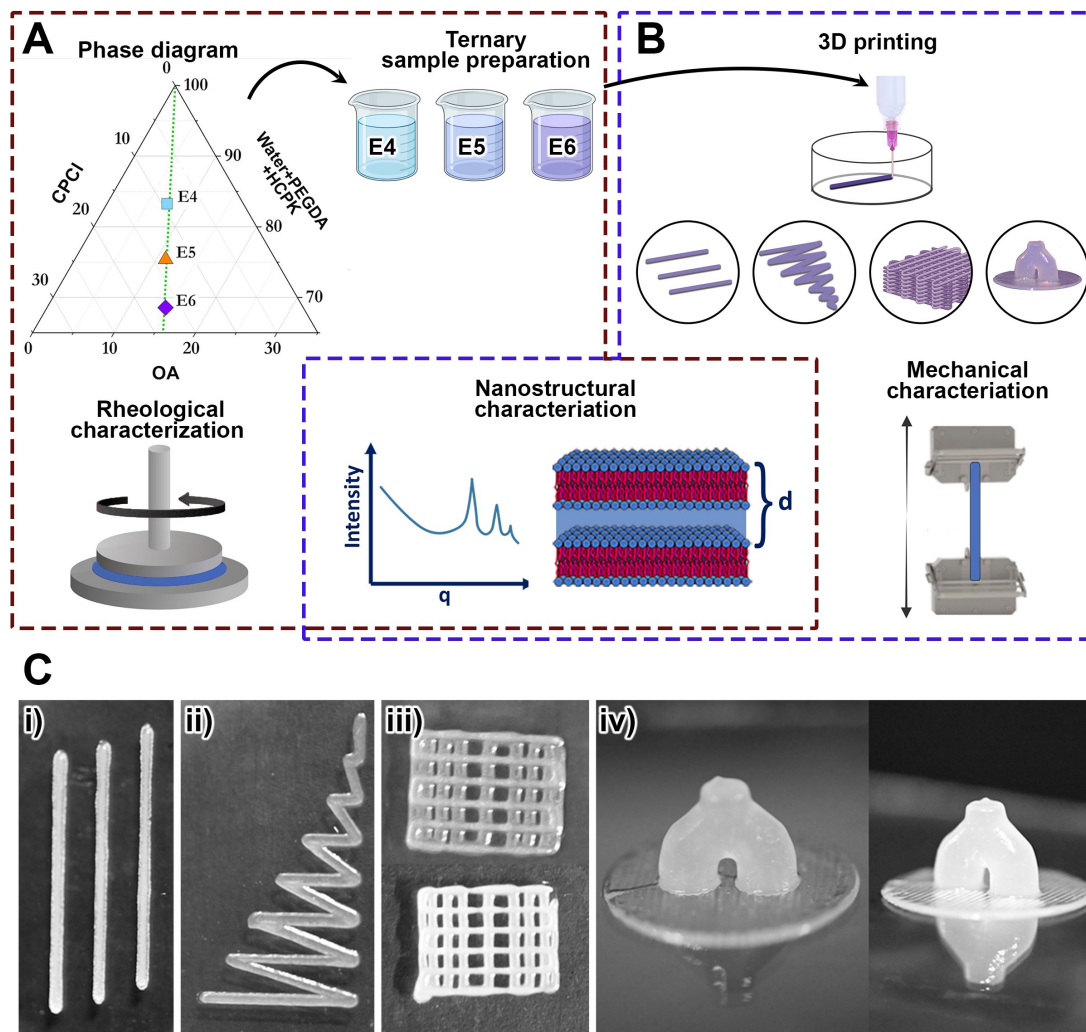 A
Phase diagram
0
100
10
90
CPCl
Water+PEGDA
+HCPK
E4
20
80
E5
30
E6
70
0
10
20
30
OA
Ternary
sample preparation
E4
E5
E6
B
3D printing
Rheological
characterization
Nanostructural
characteriation
Intensity
q
d
Mechanical
characteriation
C
i)
ii)
iii)
iv)